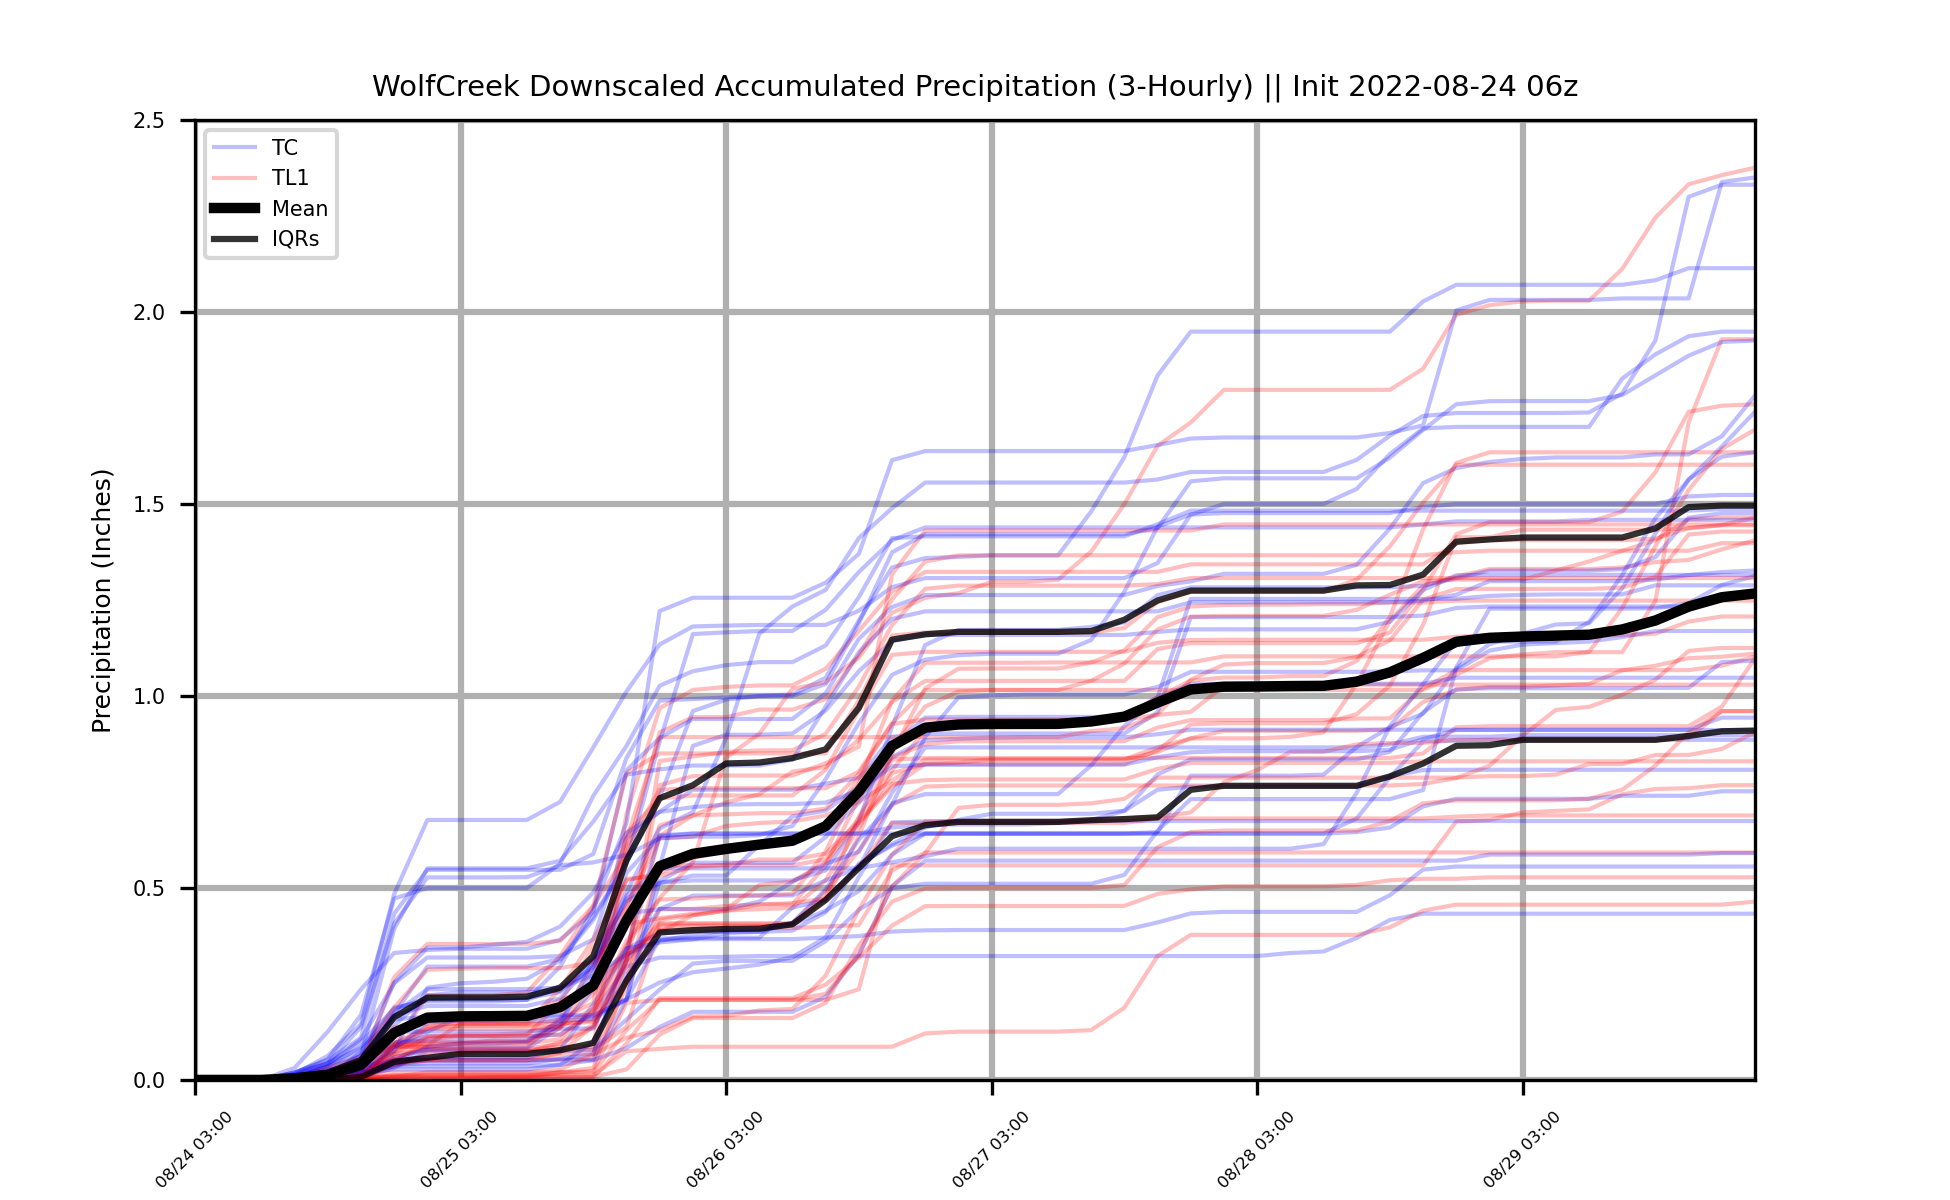 WolfCreek Downscaled Accumulated Precipitation (3-Hourly) || Init 2022-08-24 06z
Precipitation (Inches)
2.5
2.0
1.5
1.0
0.5
0.0
TC
TL1
Mean
IQRs
08/24 03:00
08/25 03:00
08/26 03:00
08/27 03:00
08/28 03:00
08/29 03:00